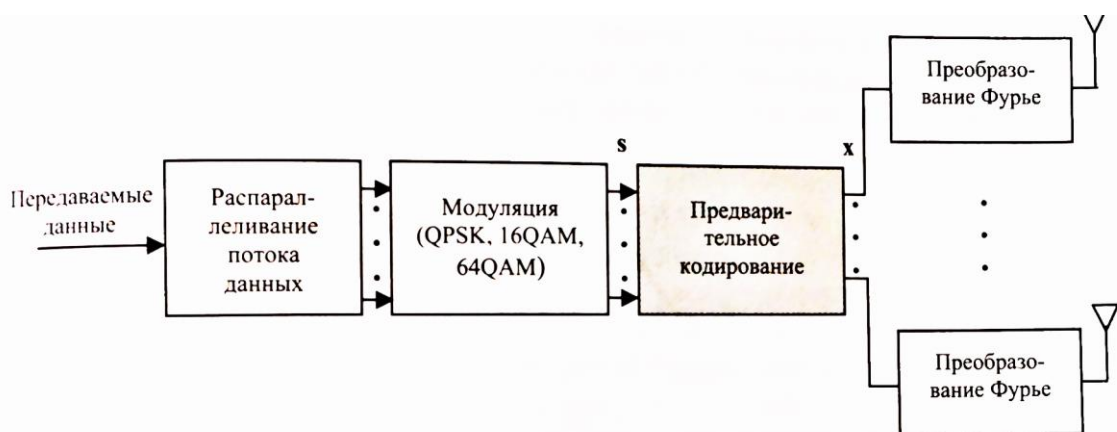 Преобразо-
вание Фурье
s
x
Передаваемые
данные
Распарал-
леливание
потока
данных
Модуляция
(QPSK, 16QAM,
64QAM)
Предвари-
тельное
кодирование
Преобразо-
вание Фурье